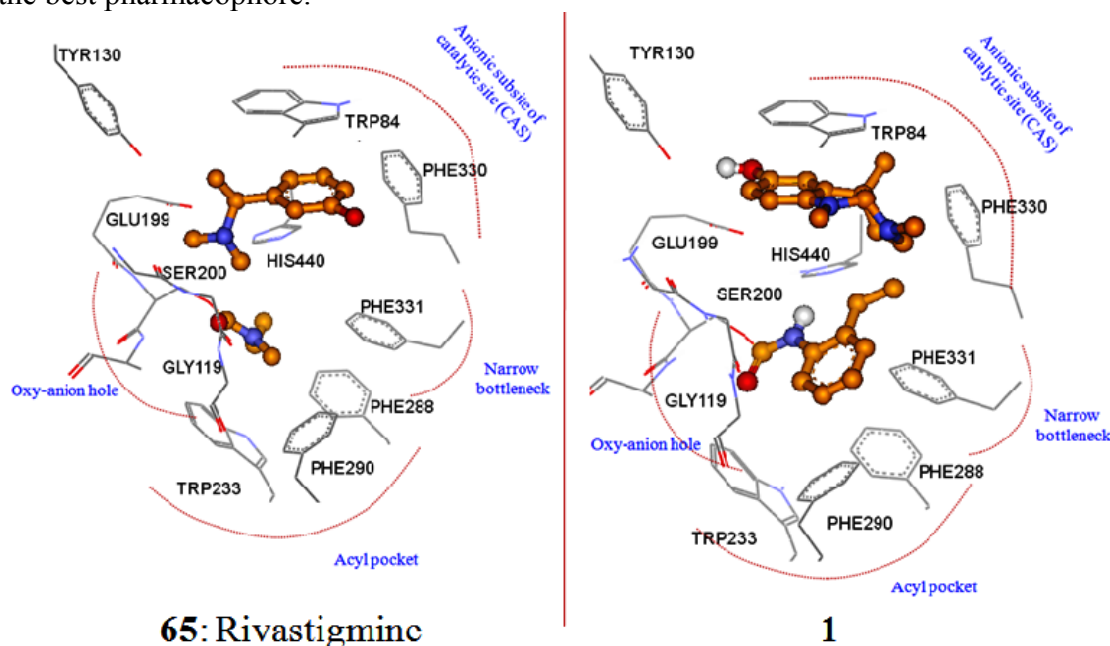 the best pharmacophore.
TYR130
Anionic subsite of
catalytic site (CAS)
TRP84
PHE330
GLU199
HIS440
SER200
PHE331
GLY119
Oxy-anion hole
Narrow
bottleneck
PHE288
PHE290
TRP233
Acyl pocket
65: Rivastigminc
TYR130
Anionic subsite of
catalytic site (CAS)
TRP84
PHE330
GLU199
HIS440
SER200
PHE331
GLY119
Narrow
bottleneck
Oxy-anion hole
PHE288
PHE290
TRP233
Acyl pocket
1